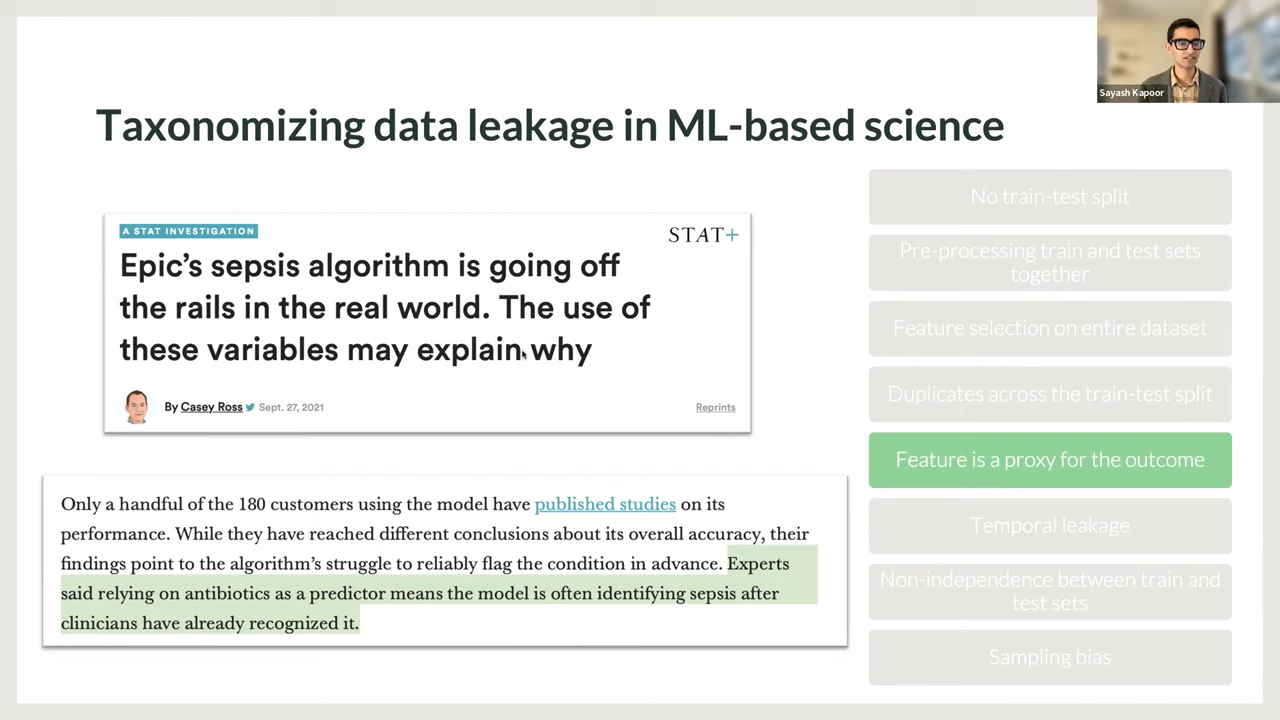 Sayash Kapoor
Taxonomizing data leakage in ML-based science
A STAT INVESTIGATION
STAT+
Epic's sepsis algorithm is going off
the rails in the real world. The use of
these variables may explain why
By Casey Ross Sept. 27, 2021
Reprints
Only a handful of the 180 customers using the model have published studies on its
performance. While they have reached different conclusions about its overall accuracy, their
findings point to the algorithm's struggle to reliably flag the condition in advance. Experts
said relying on antibiotics as a predictor means the model is often identifying sepsis after
clinicians have already recognized it.
No train-test split
Pre-processing train and test sets
together
Feature selection on entire dataset
Duplicates across the train-test split
Feature is a proxy for the outcome
Temporal leakage
Non-independence between train and
test sets
Sampling bias